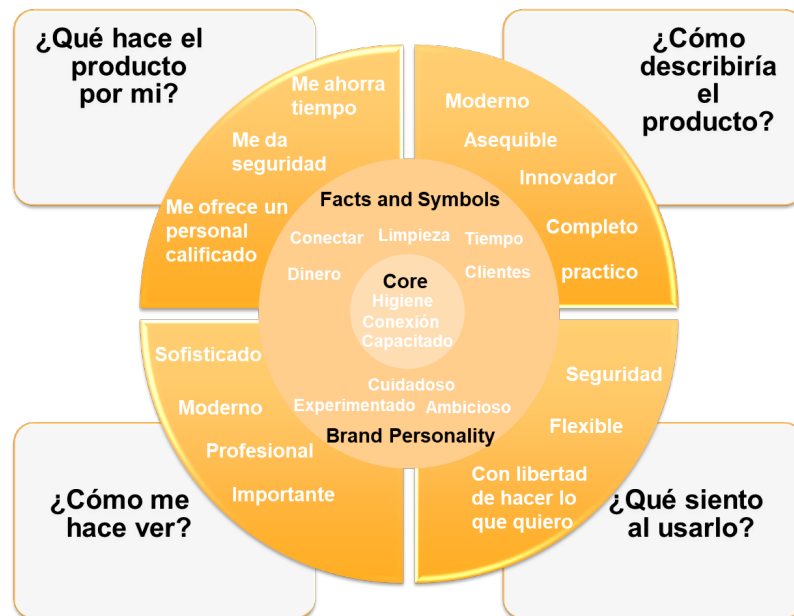 ¿Qué hace el
producto
por mi?
Me ahorra
tiempo
Me da
seguridad
Me ofrece un
personal
calificado
¿Cómo
describiría
el
producto?
Moderno
Asequible
Innovador
Completo
practico
Facts and Symbols
Conectar
Limpieza
Tiempo
Dinero
Clientes
Core
Higiene
Conexión
Capacitado
Cuidadoso
Experimentado
Ambicioso
Brand Personality
Sofisticado
Moderno
Profesional
Importante
¿Cómo me
hace ver?
Seguridad
Flexible
Con libertad
de hacer lo
que quiero
¿Qué siento
al usarlo?